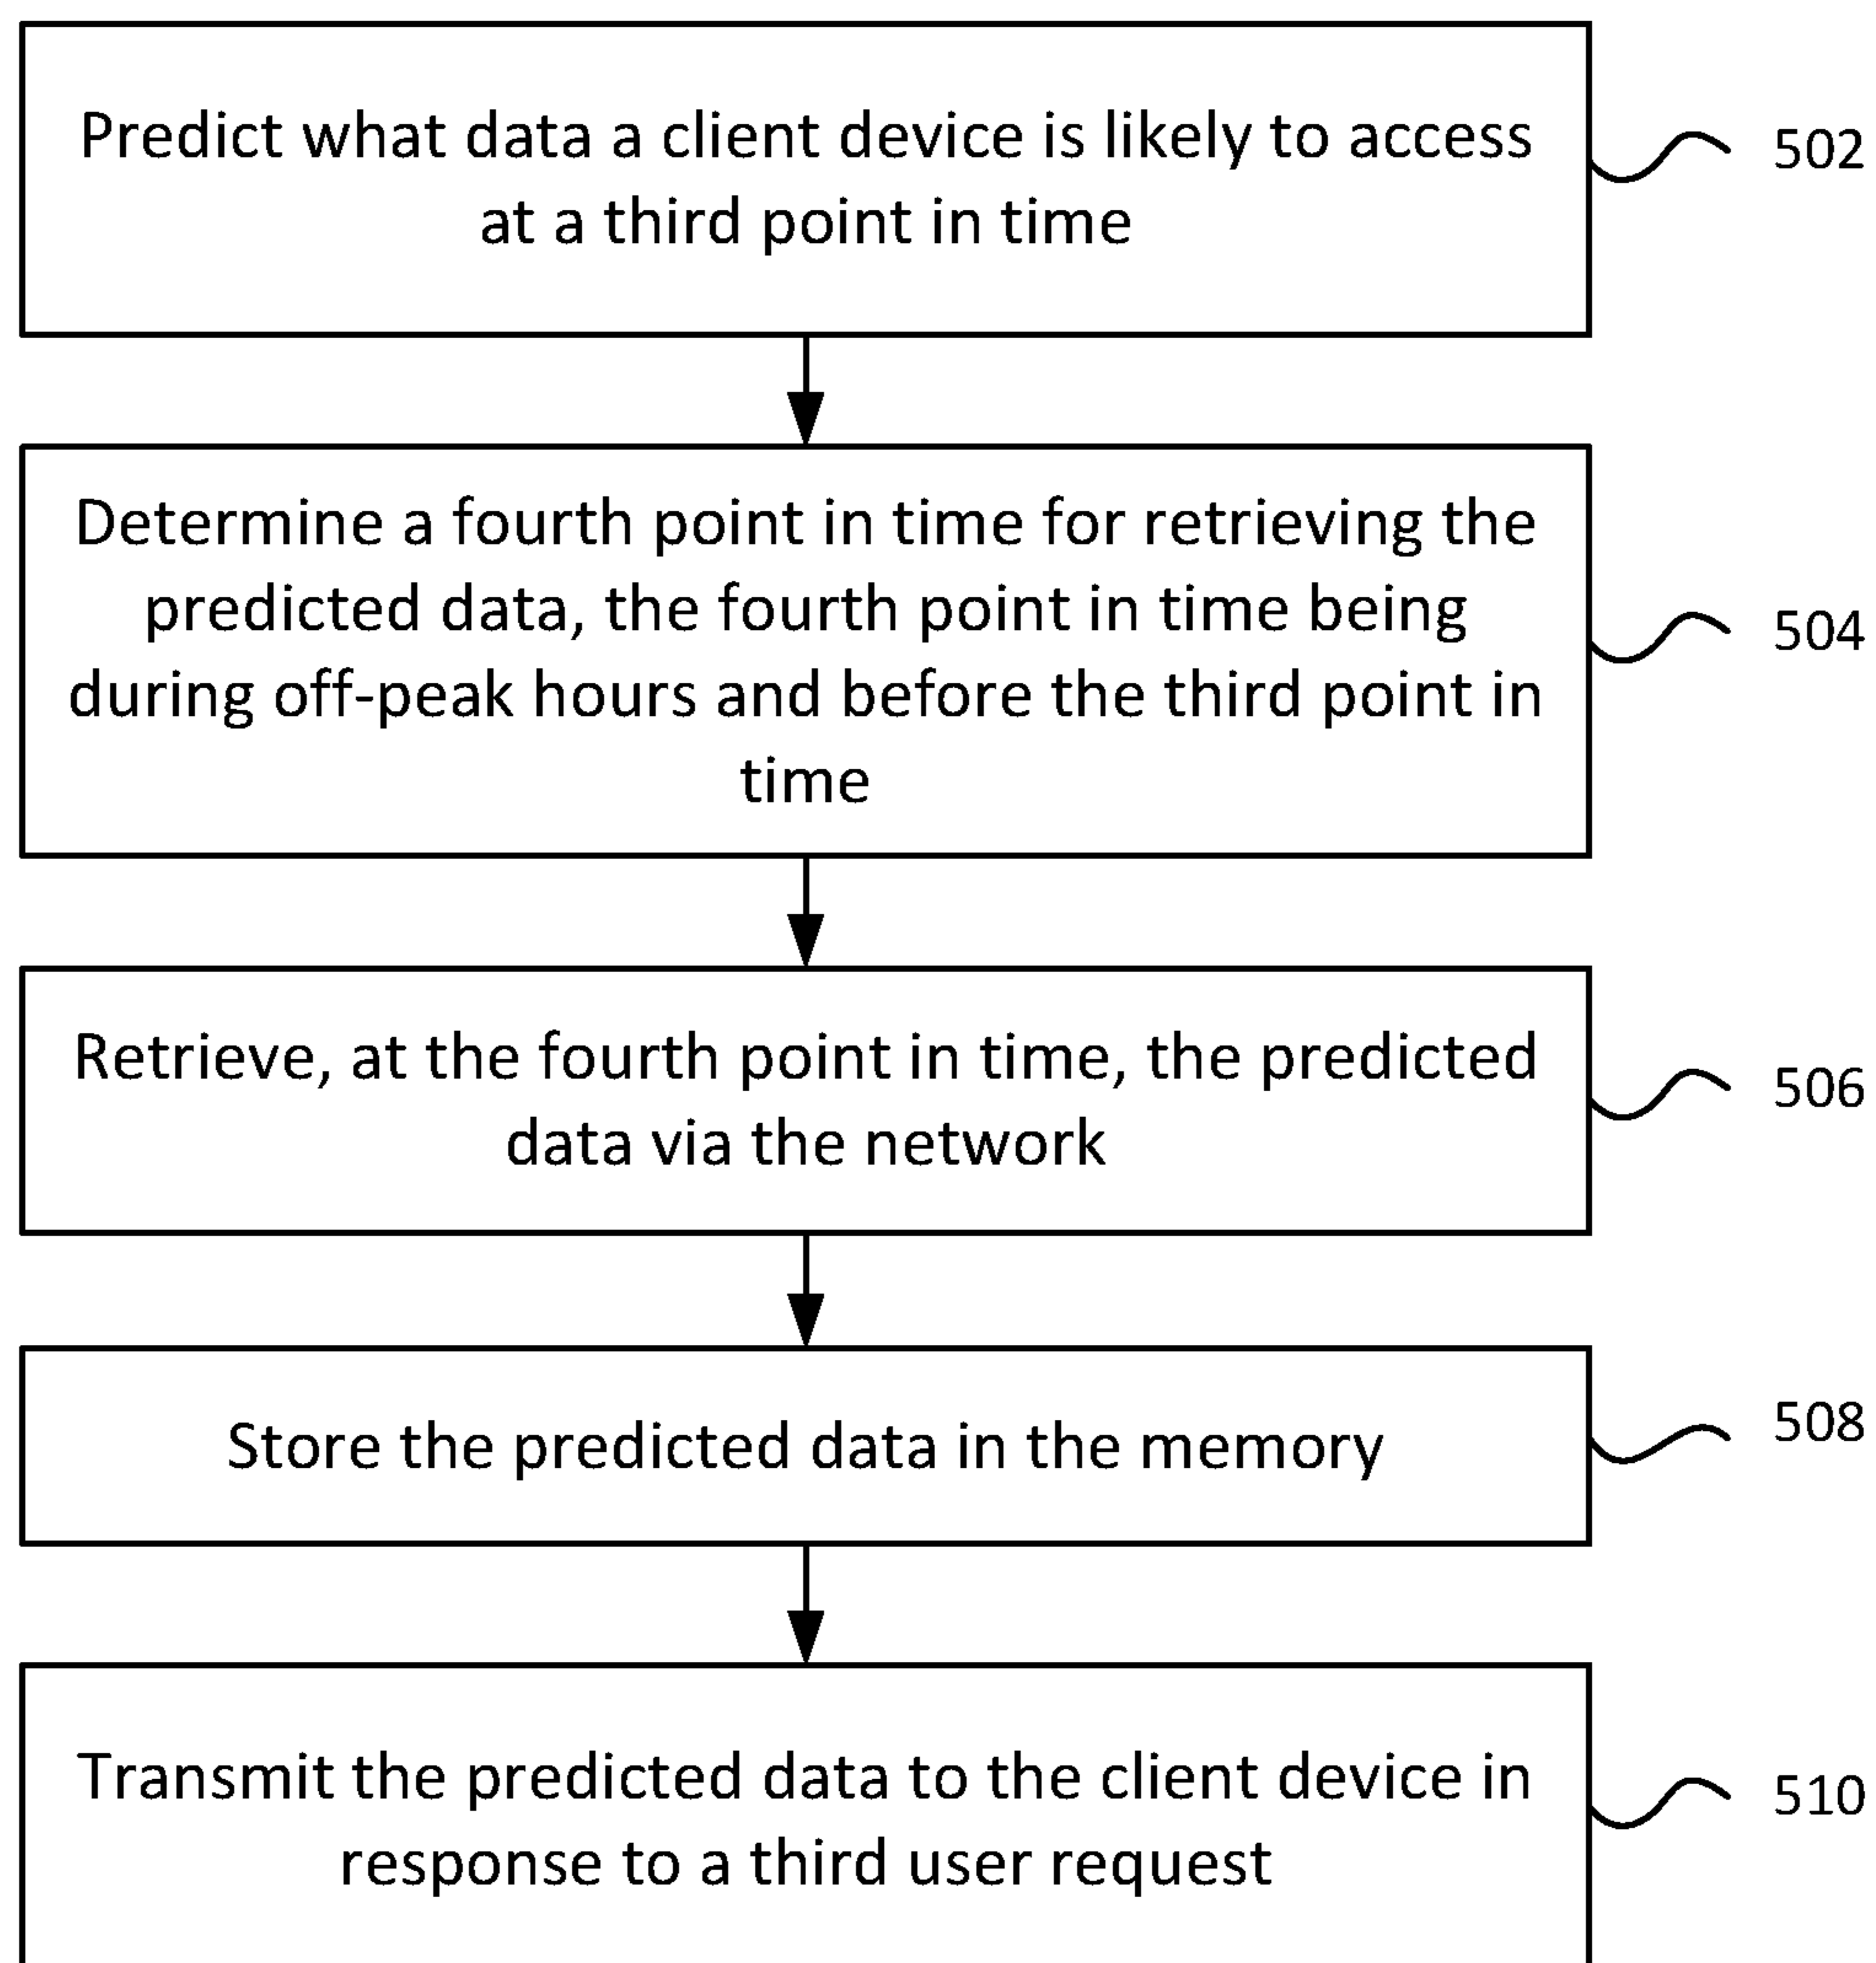 Predict what data a client device is likely to access
at a third point in time
502
Determine a fourth point in time for retrieving the
predicted data, the fourth point in time being
during off-peak hours and before the third point in
time
504
Retrieve, at the fourth point in time, the predicted
data via the network
506
Store the predicted data in the memory
508
Transmit the predicted data to the client device in
response to a third user request
510